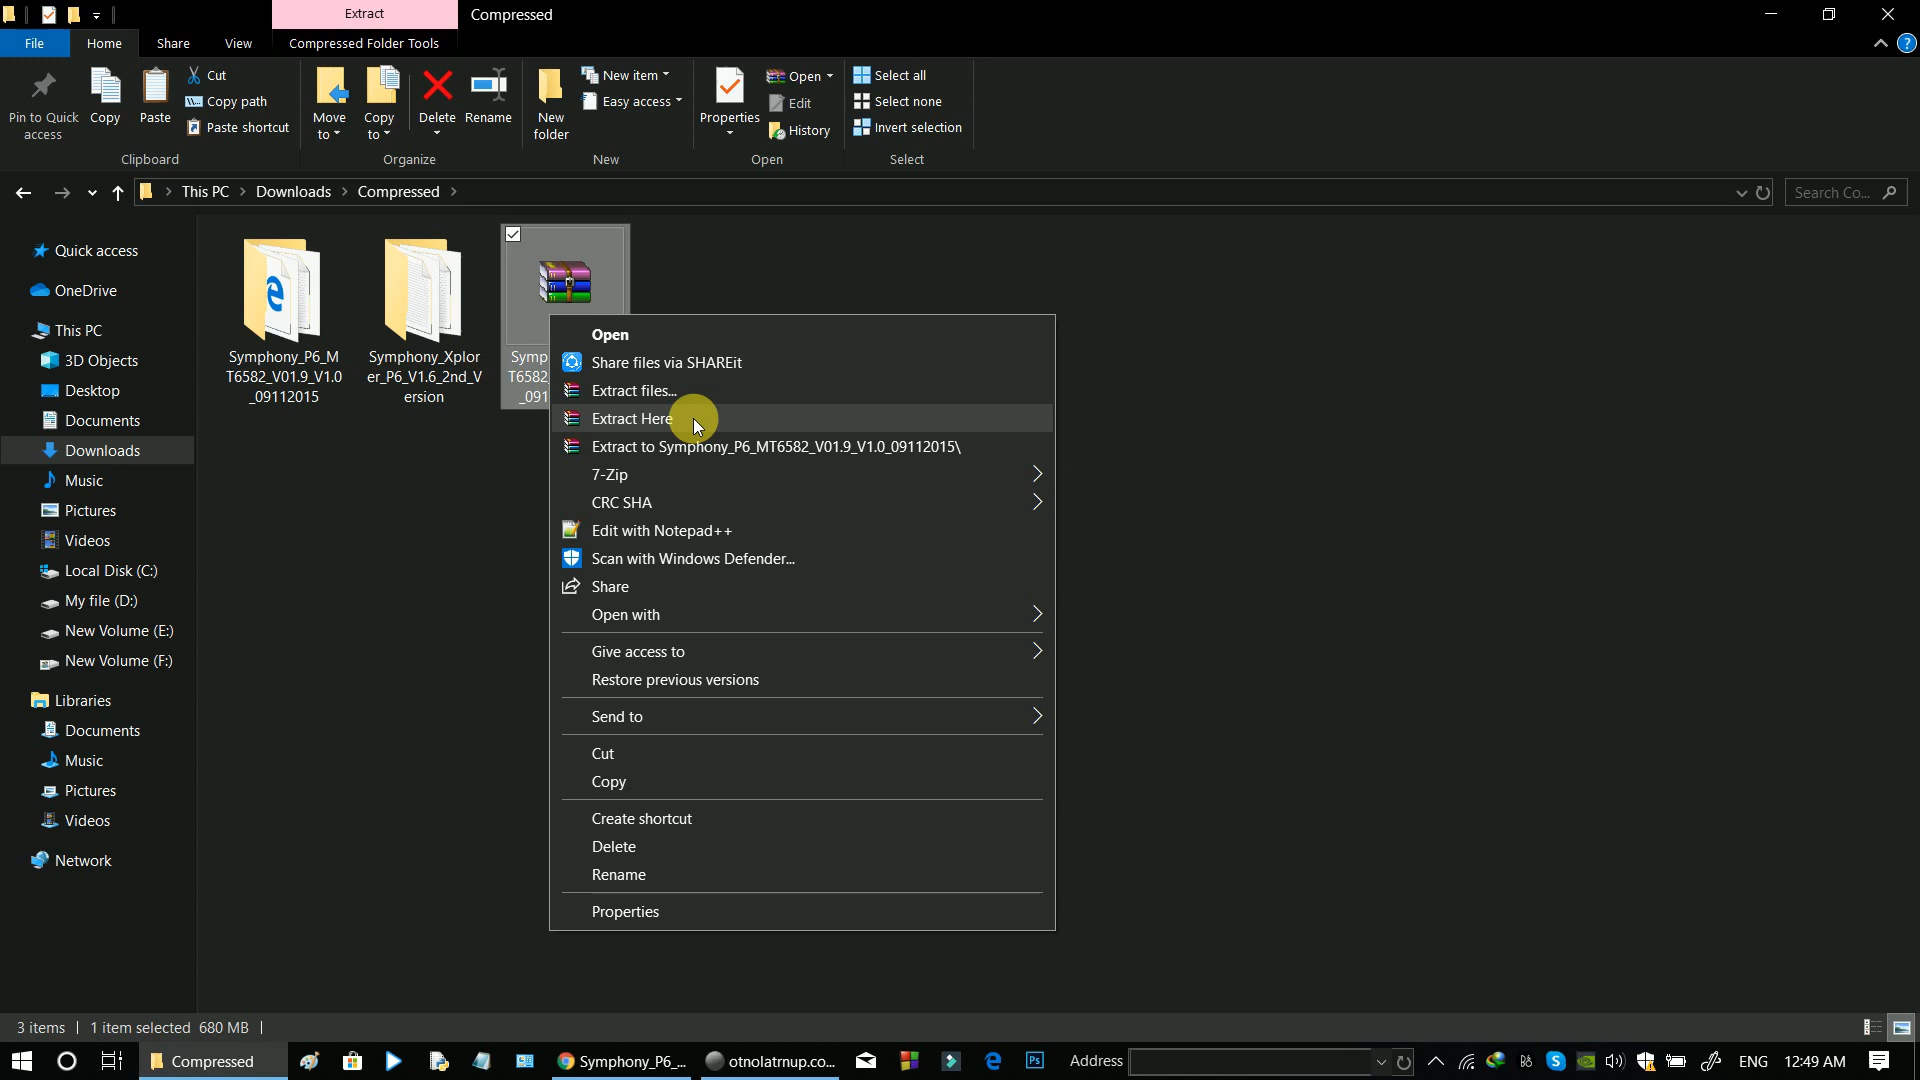 Extract
Compressed
File
Home
Share
View
Compressed Folder Tools
Pin to Quick access
Copy
Paste
Cut
Copy path
Paste shortcut
Clipboard
Move to
Copy to
Delete
Rename
Organize
New folder
New item
Easy access
New
Properties
Open
Edit
History
Open
Select all
Select none
Invert selection
Select
This PC > Downloads > Compressed >
Search Co...
Quick access
OneDrive
This PC
3D Objects
Desktop
Documents
Downloads
Music
Pictures
Videos
Local Disk (C:)
My file (D:)
New Volume (E:)
New Volume (F:)
Libraries
Documents
Music
Pictures
Videos
Network
Symphony_P6_M
T6582_V01.9_V1.0
_09112015
Symphony_Xplor
er_P6_V1.6_2nd_V
ersion
Symp
T6582
_091
Open
Share files via SHAREit
Extract files...
Extract Here
Extract to Symphony_P6_MT6582_V01.9_V1.0_09112015\
7-Zip
CRC SHA
Edit with Notepad++
Scan with Windows Defender...
Share
Open with
Give access to
Restore previous versions
Send to
Cut
Copy
Create shortcut
Delete
Rename
Properties
3 items
1 item selected 680 MB
Compressed
Symphony_P6_...
otnolatrnup.co...
Address
ENG
12:49 AM